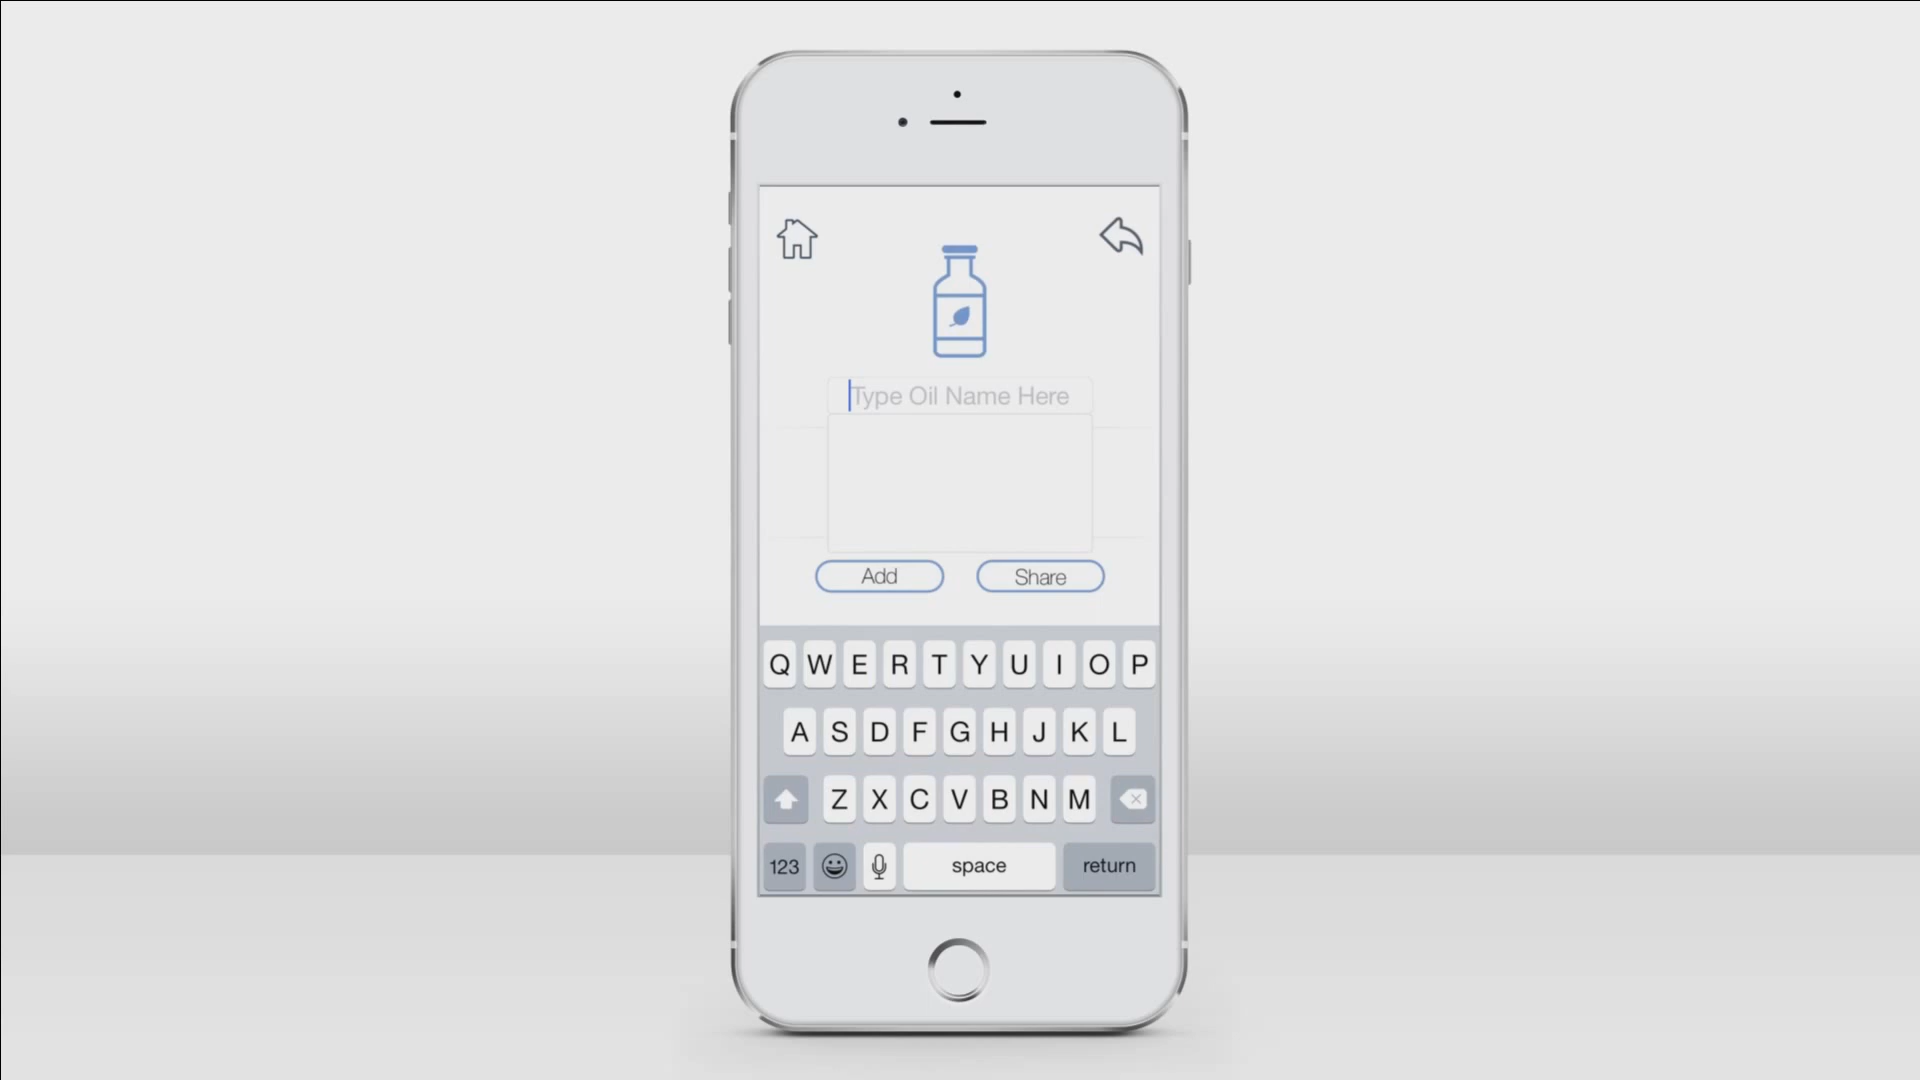 Type Oil Name Here
Add Share
Q W E R T Y U I O P
A S D F G H J K L
Z X C V B N M
123 space return